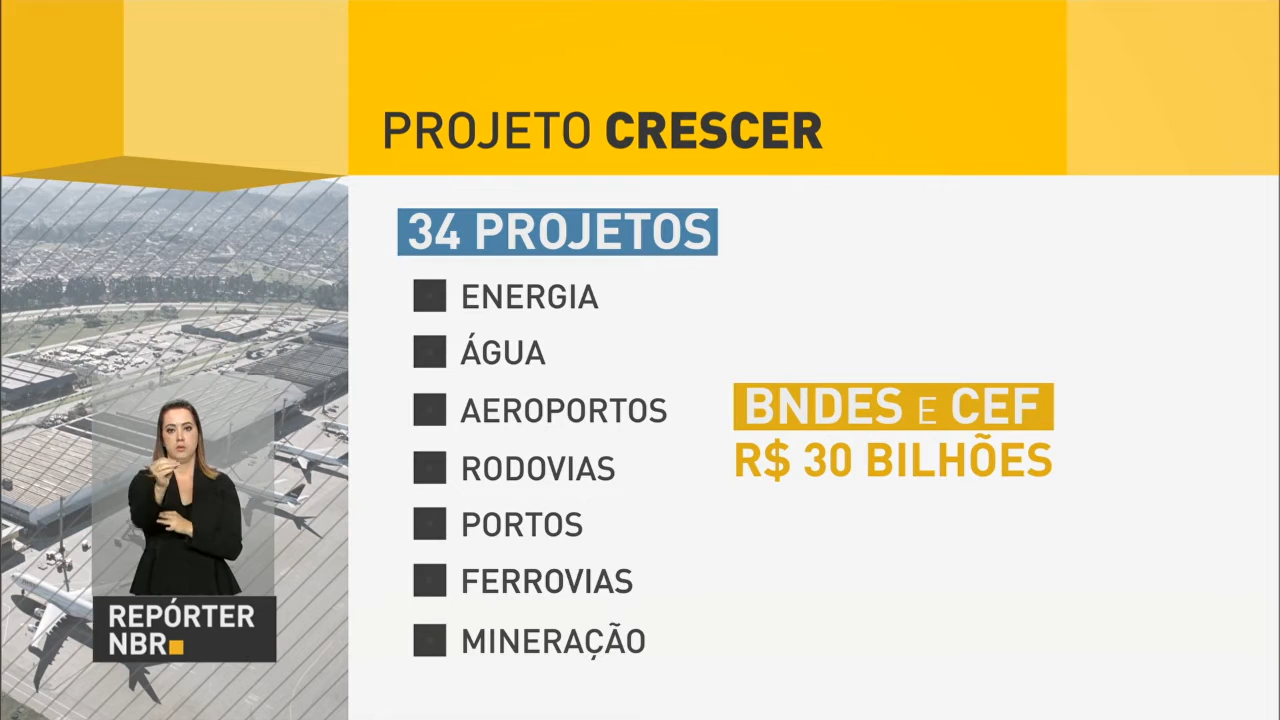 PROJETO CRESCER
34 PROJETOS
ENERGIA
ÁGUA
AEROPORTOS
RODOVIAS
PORTOS
FERROVIAS
MINERAÇÃO
BNDES E CEF
R$ 30 BILHÕES
REPÓRTER
NBR